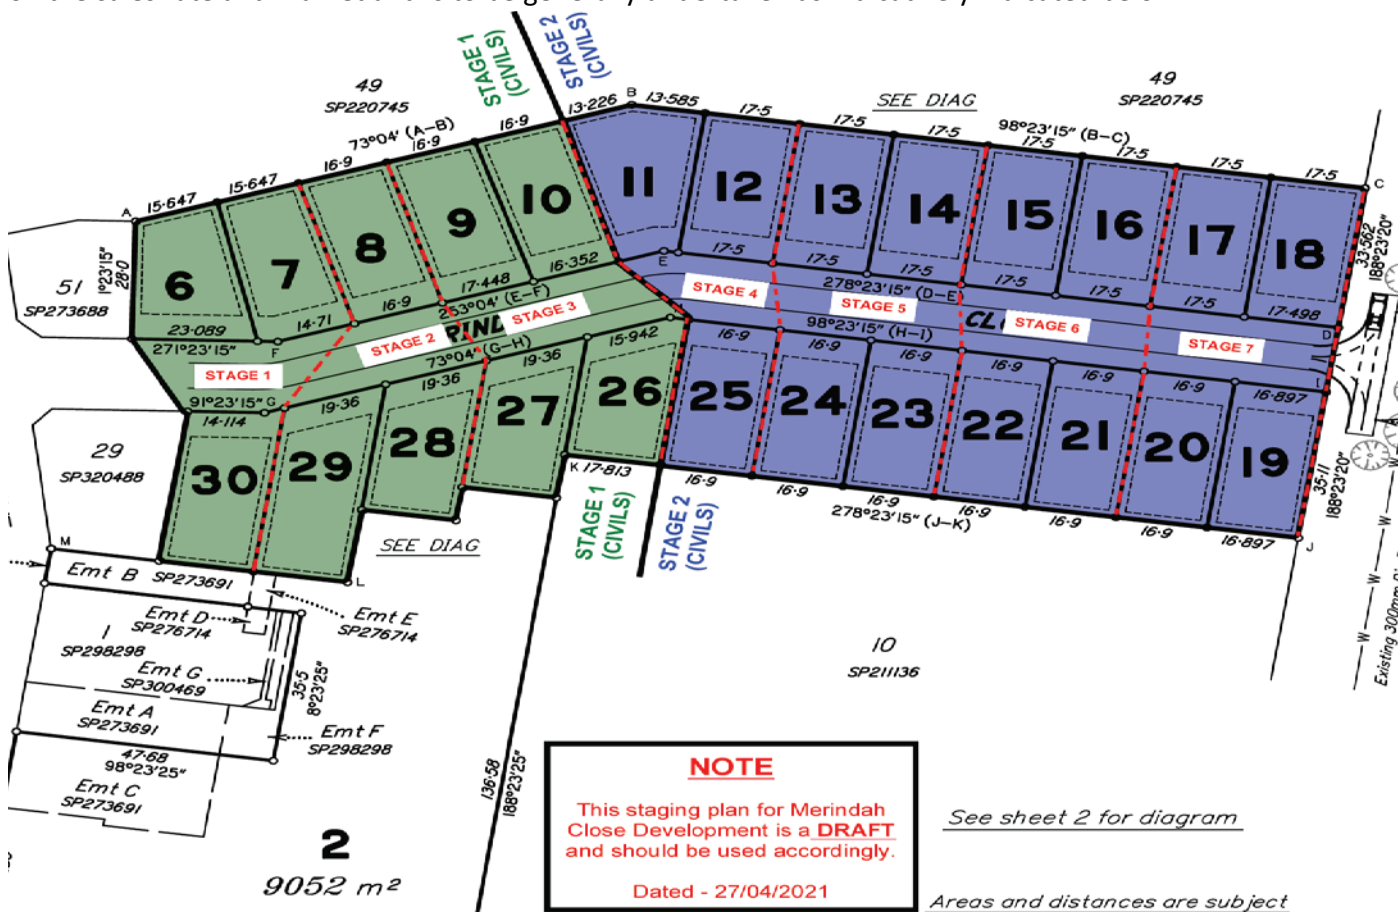 49
SP220745
STAGE 1
(CIVILS)
STAGE 2
(CIVILS)
SEE DIAG
49
SP220745
A
15·647
15·647
16·9
73°04' (A–B)
16·9
16·9
13·226
B
13·585
17·5
17·5
17·5
98°23'15" (B–C)
17·5
17·5
17·5
17·5
C
51
SP273688
1°23'15"
28·0
6
7
8
9
10
11
12
13
14
15
16
17
18
33·562
188°23'20"
23·089
271°23'15"
F
14·71
16·9
17·448
253°04' (E–F)
16·352
E
17·5
17·5
278°23'15" (D–E)
17·5
17·5
17·5
17·5
17·498
D
STAGE 1
STAGE 2
STAGE 3
STAGE 4
STAGE 5
STAGE 6
STAGE 7
RIND
CL
91°23'15"
G
14·114
19·36
19·36
73°04' (G–H)
19·36
15·942
16·9
98°23'15" (H–I)
16·9
16·9
16·9
16·9
16·9
16·897
29
SP320488
30
29
28
27
26
25
24
23
22
21
20
19
35·11
188°23'20"
K
17·813
16·9
16·9
16·9
278°23'15" (J–K)
16·9
16·9
16·9
16·897
J
STAGE 1
(CIVILS)
STAGE 2
(CIVILS)
SEE DIAG
L
M
Emt B
SP273691
Emt D
SP276714
Emt E
SP276714
1
SP298298
Emt G
SP300469
35·5
8°23'25"
Emt A
SP273691
Emt F
SP298298
47·68
98°23'25"
Emt C
SP273691
136·58
188°23'25"
10
SP211136
W
W
W
W
Existing 300mm
2
9052 m²
NOTE
This staging plan for Merindah
Close Development is a DRAFT
and should be used accordingly.
Dated - 27/04/2021
See sheet 2 for diagram
Areas and distances are subject